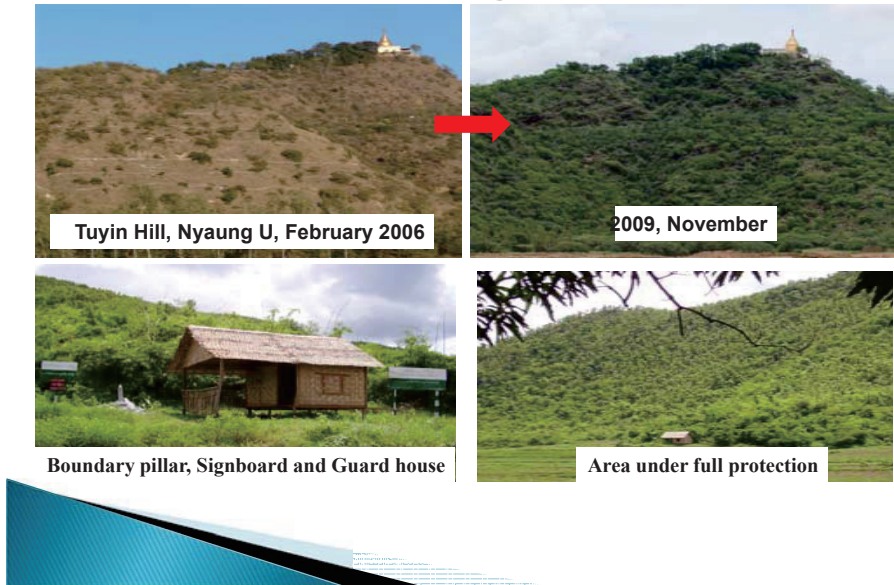 Tuyin Hill, Nyaung U, February 2006
2009, November
Boundary pillar, Signboard and Guard house
Area under full protection